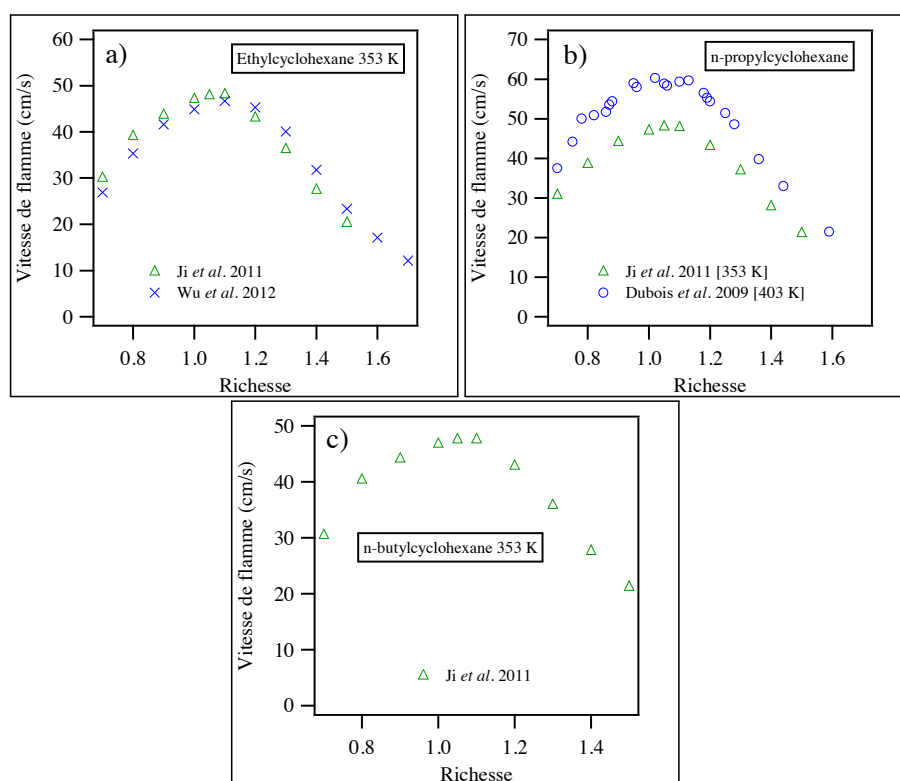 a)
Ethylcyclohexane 353 K
Vitesse de flamme (cm/s)
60
50
40
30
20
10
0
Ji et al. 2011
Wu et al. 2012
0.8 1.0 1.2 1.4 1.6
Richesse
b)
n-propylcyclohexane
Vitesse de flamme (cm/s)
70
60
50
40
30
20
10
0
Ji et al. 2011 [353 K]
Dubois et al. 2009 [403 K]
0.8 1.0 1.2 1.4 1.6
Richesse
c)
Vitesse de flamme (cm/s)
50
40
30
20
10
0
n-butylcyclohexane 353 K
Ji et al. 2011
0.8 1.0 1.2 1.4
Richesse